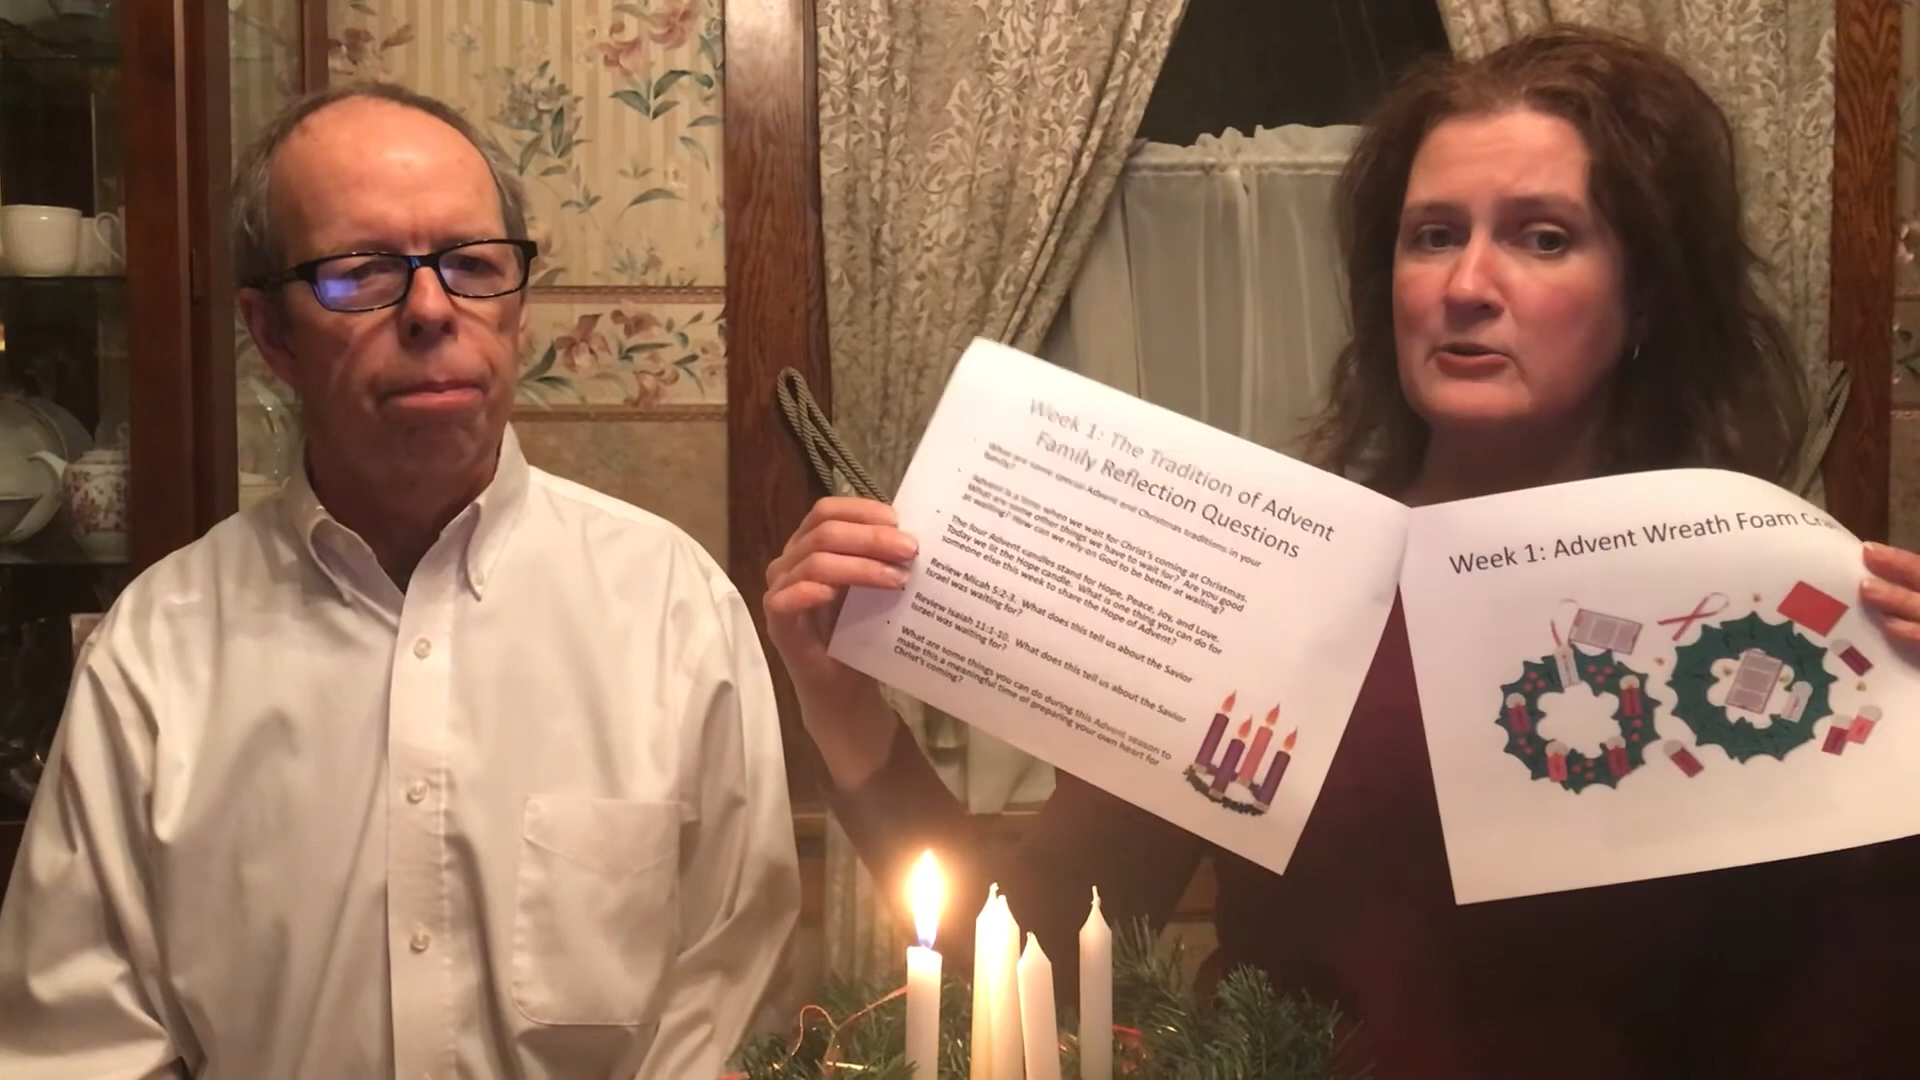 Week 1: The Tradition of Advent
Family Reflection Questions
What are some special Advent and Christmas traditions in your
family?
Advent is a time when we wait for Christ's coming at Christmas.
What are some other things we have to wait for? Are you good
at waiting? How can we rely on God to be better at waiting?
The four Advent candles stand for Hope, Peace, Joy, and Love.
Today we lit the Hope candle. What is one thing you can do for
someone else this week to share the Hope of Advent?
Review Micah 5:2-3. What does this tell us about the Savior
Israel was waiting for?
Review Isaiah 11:1-10. What does this tell us about the Savior
Israel was waiting for?
What are some things you can do during this Advent season to
make this a meaningful time of preparing your own heart for
Christ's coming?
Week 1: Advent Wreath Foam